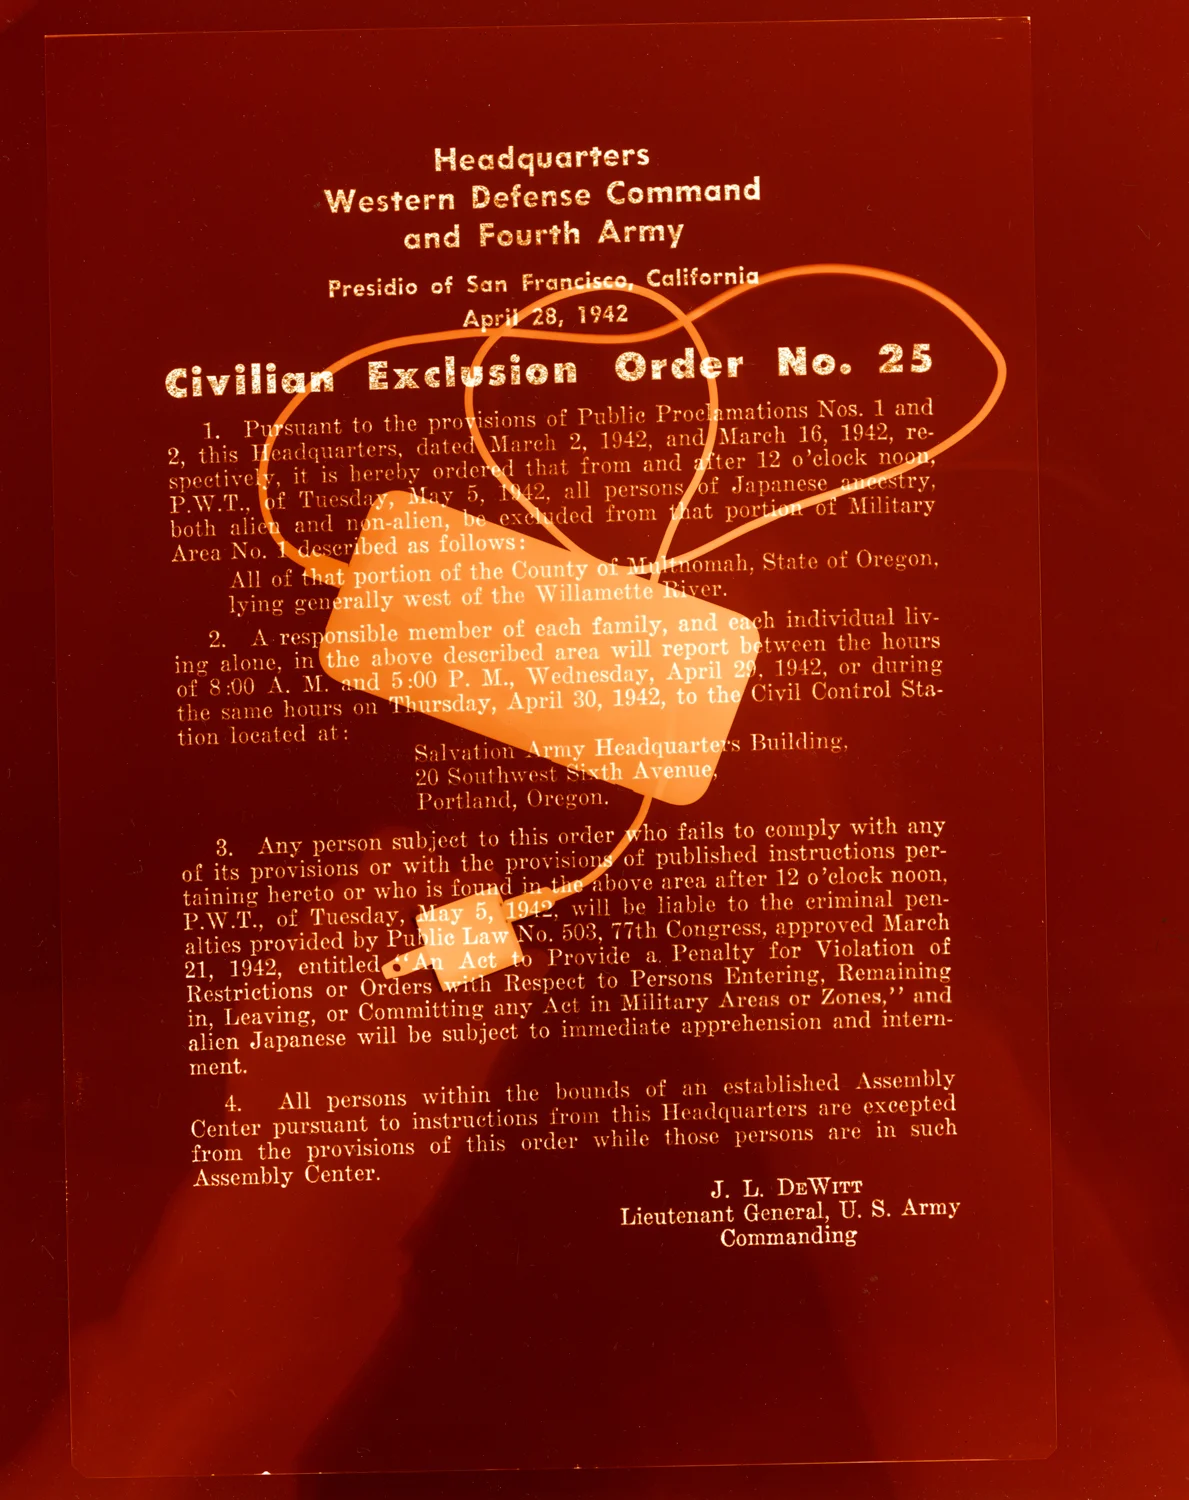 Headquarters
Western Defense Command
and Fourth Army
Presidio of San Francisco, California
April 28, 1942
Civilian Exclusion Order No. 25
1. Pursuant to the provisions of Public Proclamations Nos. 1 and
2, this Headquarters, dated March 2, 1942, and March 16, 1942, re-
spectively, it is hereby ordered that from and after 12 o'clock noon,
P.W.T., of Tuesday, May 5, 1942, all persons of Japanese ancestry,
both alien and non-alien, be excluded from that portion of Military
Area No. 1 described as follows:
All of that portion of the County of Multnomah, State of Oregon,
lying generally west of the Willamette River.
2. A responsible member of each family, and each individual liv-
ing alone, in the above described area will report between the hours
of 8:00 A. M. and 5:00 P. M., Wednesday, April 29, 1942, or during
the same hours on Thursday, April 30, 1942, to the Civil Control Sta-
tion located at:
Salvation Army Headquarters Building,
20 Southwest Sixth Avenue,
Portland, Oregon.
3. Any person subject to this order who fails to comply with any
of its provisions or with the provisions of published instructions per-
taining hereto or who is found in the above area after 12 o'clock noon,
P.W.T., of Tuesday, May 5, 1942, will be liable to the criminal pen-
alties provided by Public Law No. 503, 77th Congress, approved March
21, 1942, entitled "An Act to Provide a Penalty for Violation of
Restrictions or Orders with Respect to Persons Entering, Remaining
in, Leaving, or Committing any Act in Military Areas or Zones," and
alien Japanese will be subject to immediate apprehension and intern-
ment.
4. All persons within the bounds of an established Assembly
Center pursuant to instructions from this Headquarters are excepted
from the provisions of this order while those persons are in such
Assembly Center.
J. L. DEWITT
Lieutenant General, U. S. Army
Commanding